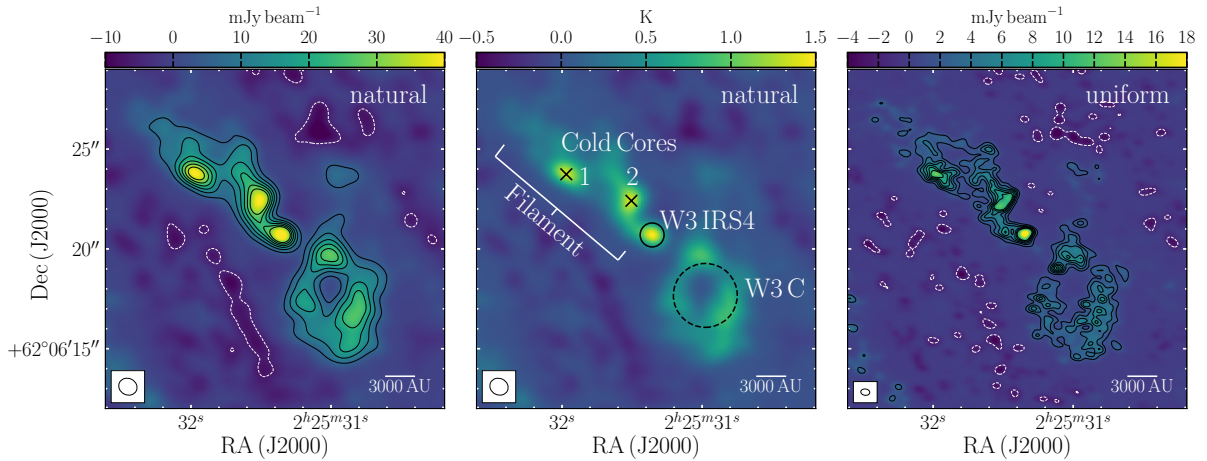 mJy beam⁻¹
−10 0 10 20 30 40
natural
25″
20″
+62°06′15″
Dec (J2000)
3000 AU
32ˢ 2ʰ25ᵐ31ˢ
RA (J2000)
K
−0.5 0.0 0.5 1.0 1.5
natural
Cold Cores
1 2
Filament
W3 IRS4
W3 C
3000 AU
32ˢ 2ʰ25ᵐ31ˢ
RA (J2000)
mJy beam⁻¹
−4 −2 0 2 4 6 8 10 12 14 16 18
uniform
3000 AU
32ˢ 2ʰ25ᵐ31ˢ
RA (J2000)